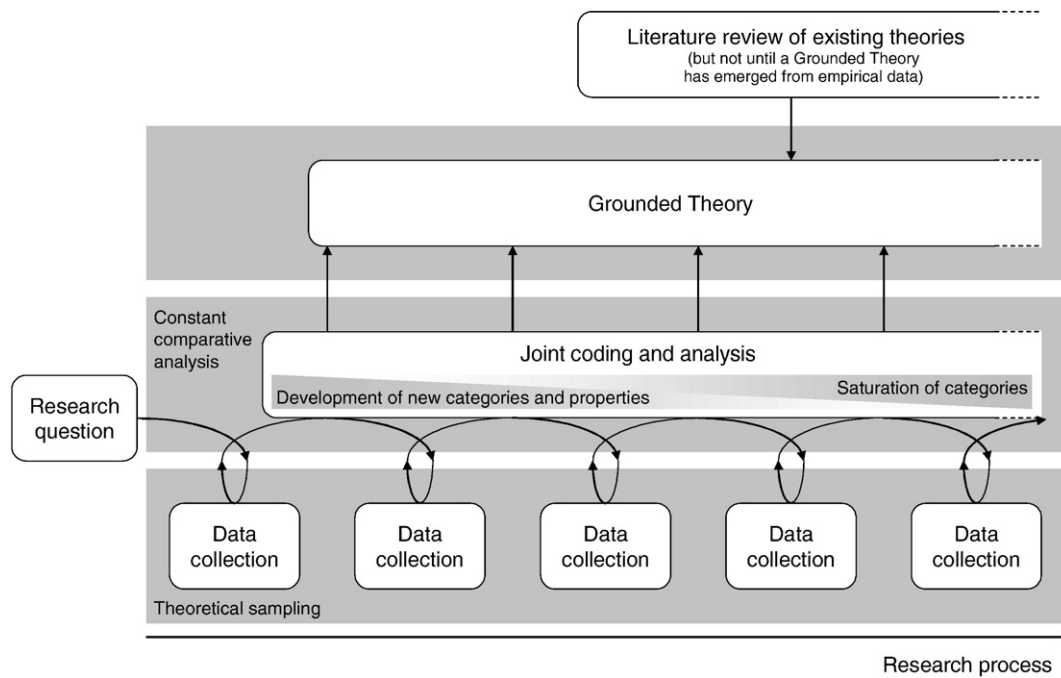 Literature review of existing theories
(but not until a Grounded Theory
has emerged from empirical data)
Grounded Theory
Constant
comparative
analysis
Joint coding and analysis
Development of new categories and properties
Saturation of categories
Research
question
Data
collection
Data
collection
Data
collection
Data
collection
Data
collection
Theoretical sampling
Research process